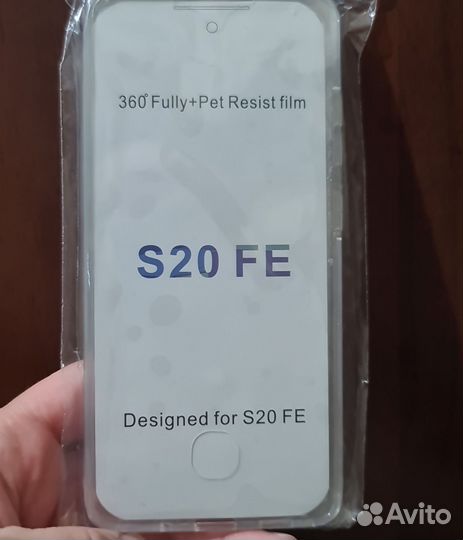 360° Fully+Pet Resist film
S20 FE
Designed for S20 FE
Avito